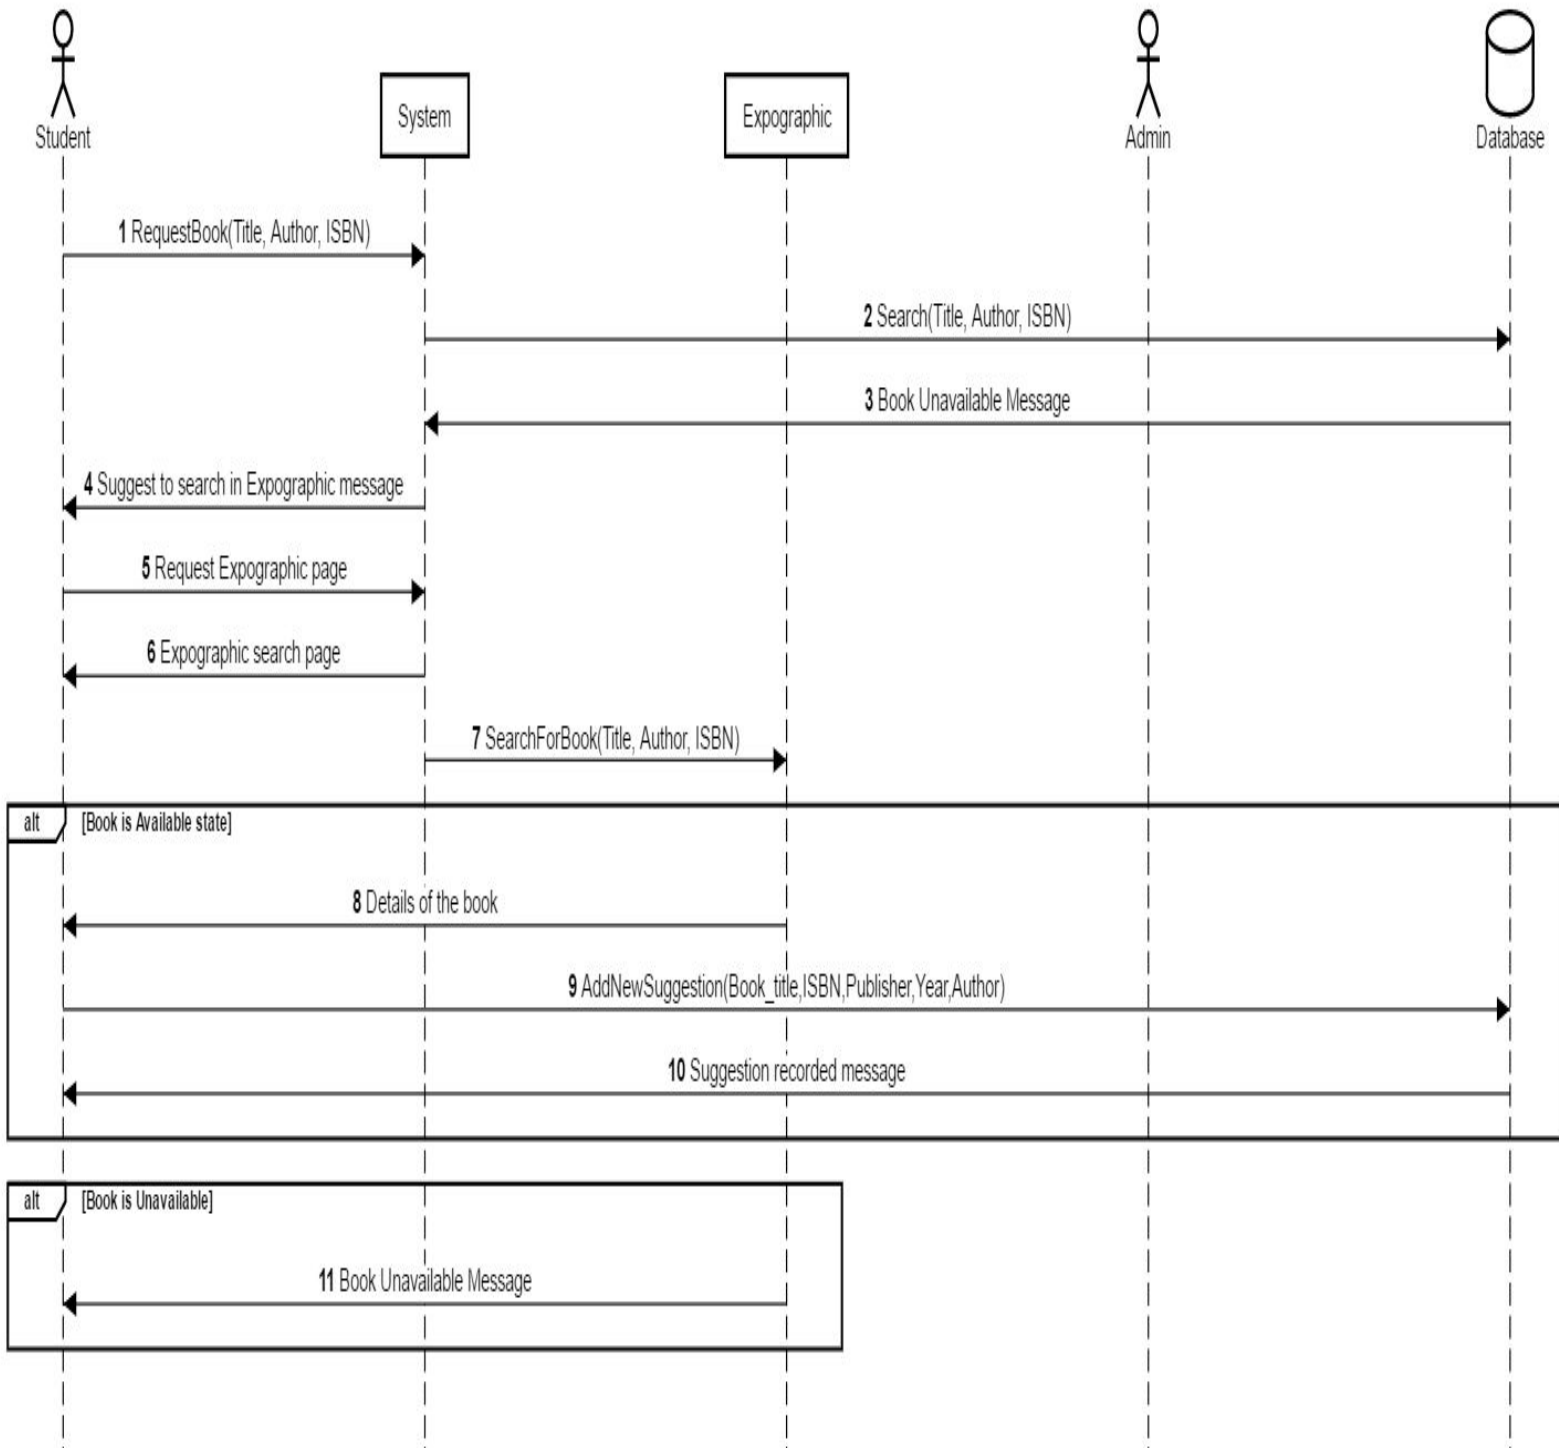 Student
System
Expographic
Admin
Database
1 RequestBook(Title, Author, ISBN)
2 Search(Title, Author, ISBN)
3 Book Unavailable Message
4 Suggest to search in Expographic message
5 Request Expographic page
6 Expographic search page
7 SearchForBook(Title, Author, ISBN)
alt [Book is Available state]
8 Details of the book
9 AddNewSuggestion(Book_title,ISBN,Publisher,Year,Author)
10 Suggestion recorded message
alt [Book is Unavailable]
11 Book Unavailable Message